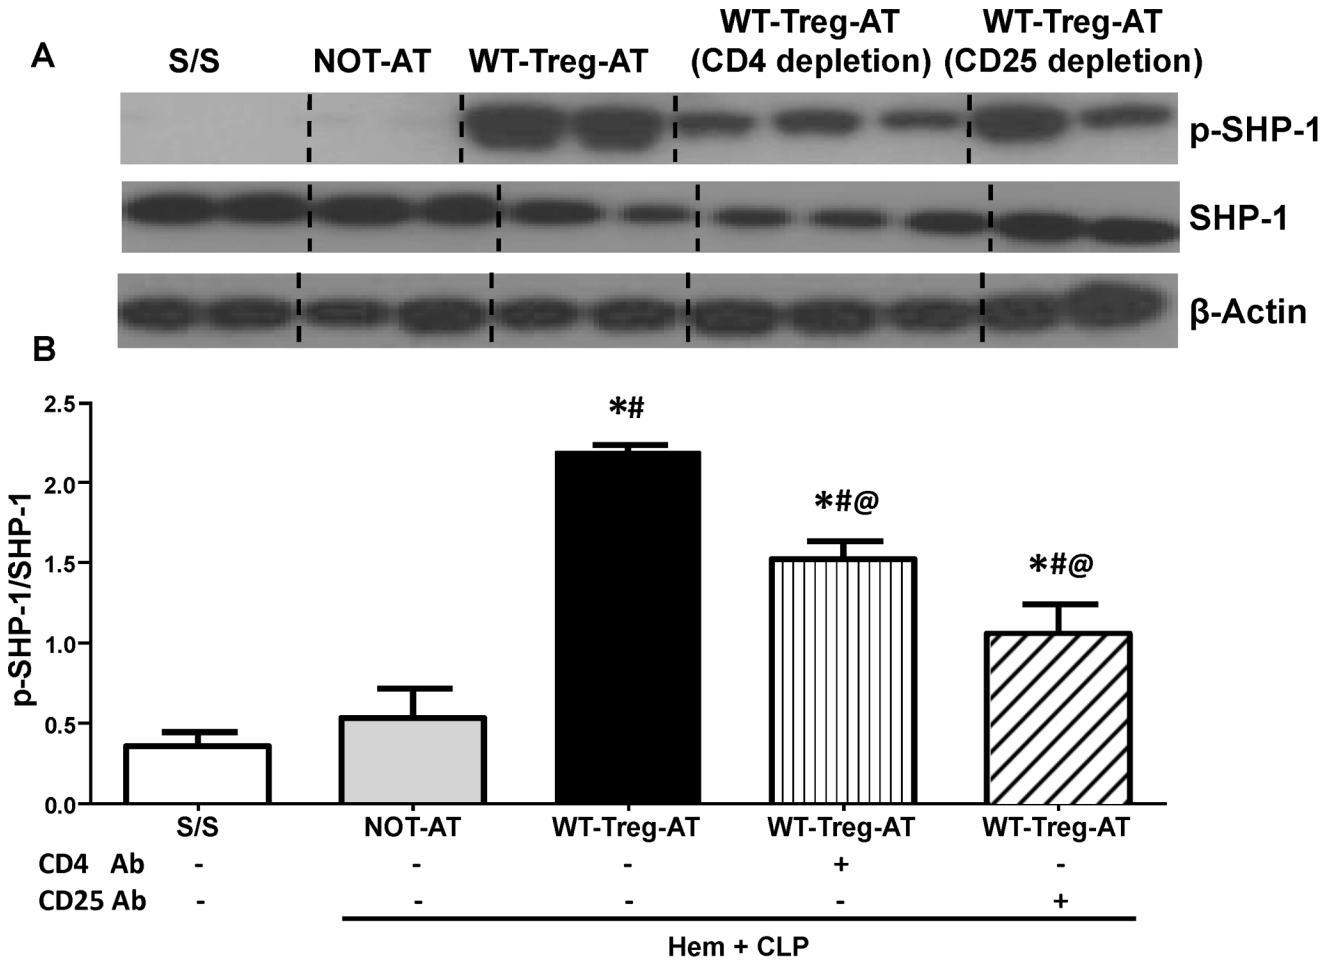 A
S/S
NOT-AT
WT-Treg-AT
WT-Treg-AT
(CD4 depletion)
WT-Treg-AT
(CD25 depletion)
p-SHP-1
SHP-1
β-Actin
B
p-SHP-1/SHP-1
2.5
2.0
1.5
1.0
0.5
0.0
*#
*#@
*#@
S/S NOT-AT WT-Treg-AT WT-Treg-AT WT-Treg-AT
CD4 Ab - - - + -
CD25 Ab - - - - +
Hem + CLP